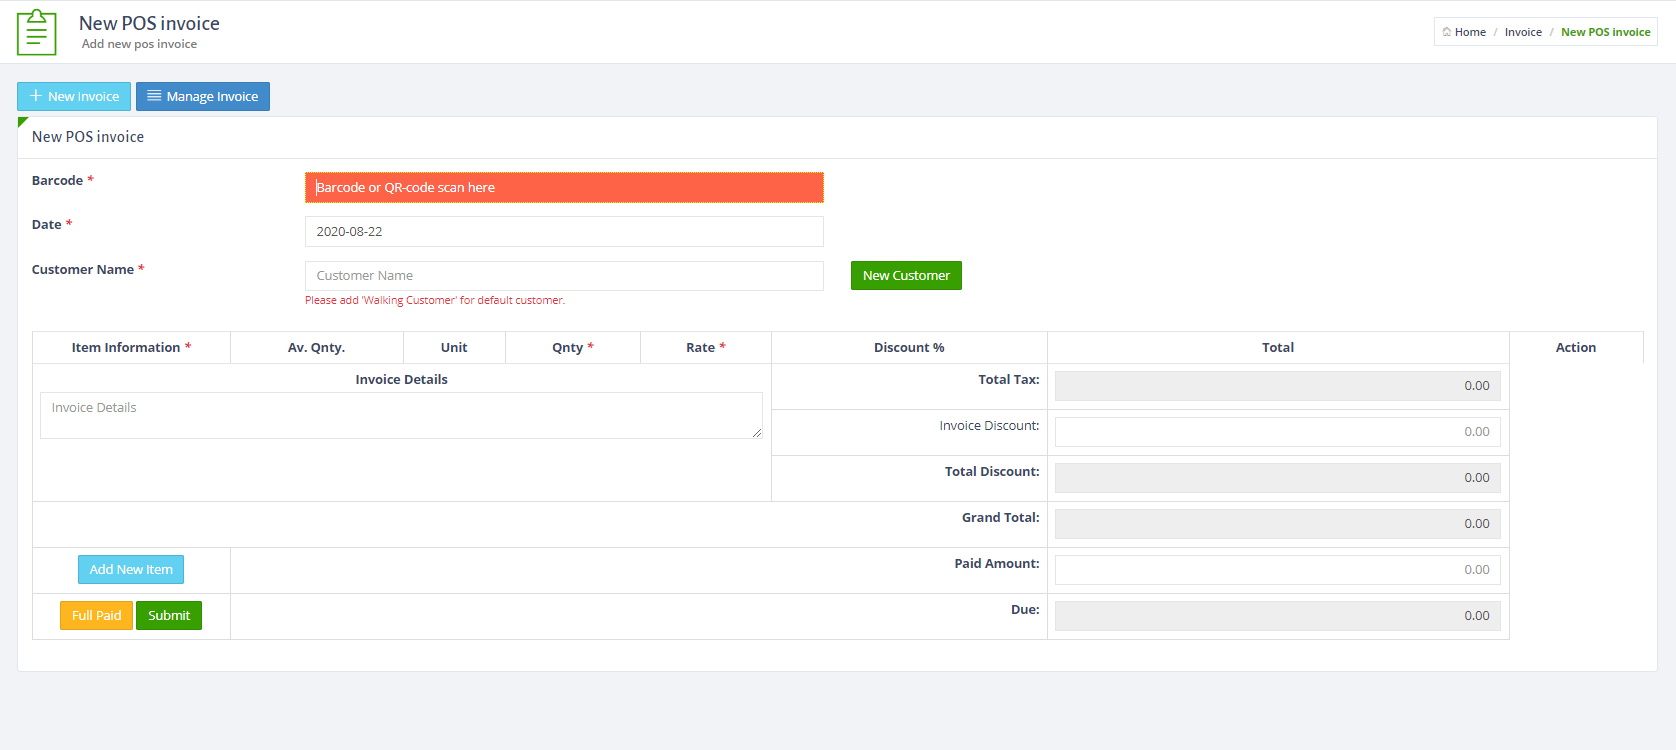 New POS invoice
Add new pos invoice
Home / Invoice / New POS invoice
New Invoice
Manage Invoice
New POS invoice
Barcode *
Barcode or QR-code scan here
Date *
2020-08-22
Customer Name *
Customer Name
New Customer
Please add 'Walking Customer' for default customer.
Item Information * Av. Qnty. Unit Qnty * Rate * Discount % Total Action
Invoice Details
Invoice Details
Total Tax: 0.00
Invoice Discount: 0.00
Total Discount: 0.00
Grand Total: 0.00
Add New Item
Paid Amount: 0.00
Full Paid
Submit
Due: 0.00